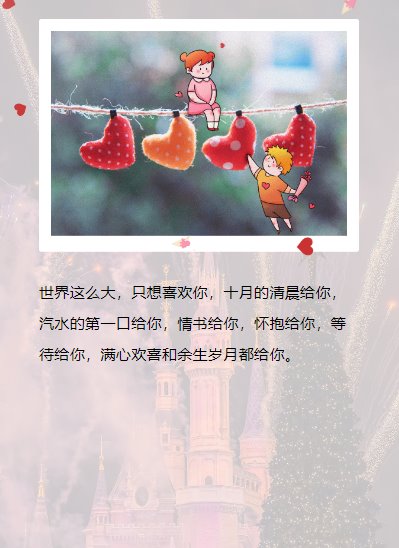 世界这么大，只想喜欢你，十月的清晨给你，
汽水的第一口给你，情书给你，怀抱给你，等
待给你，满心欢喜和余生岁月都给你。